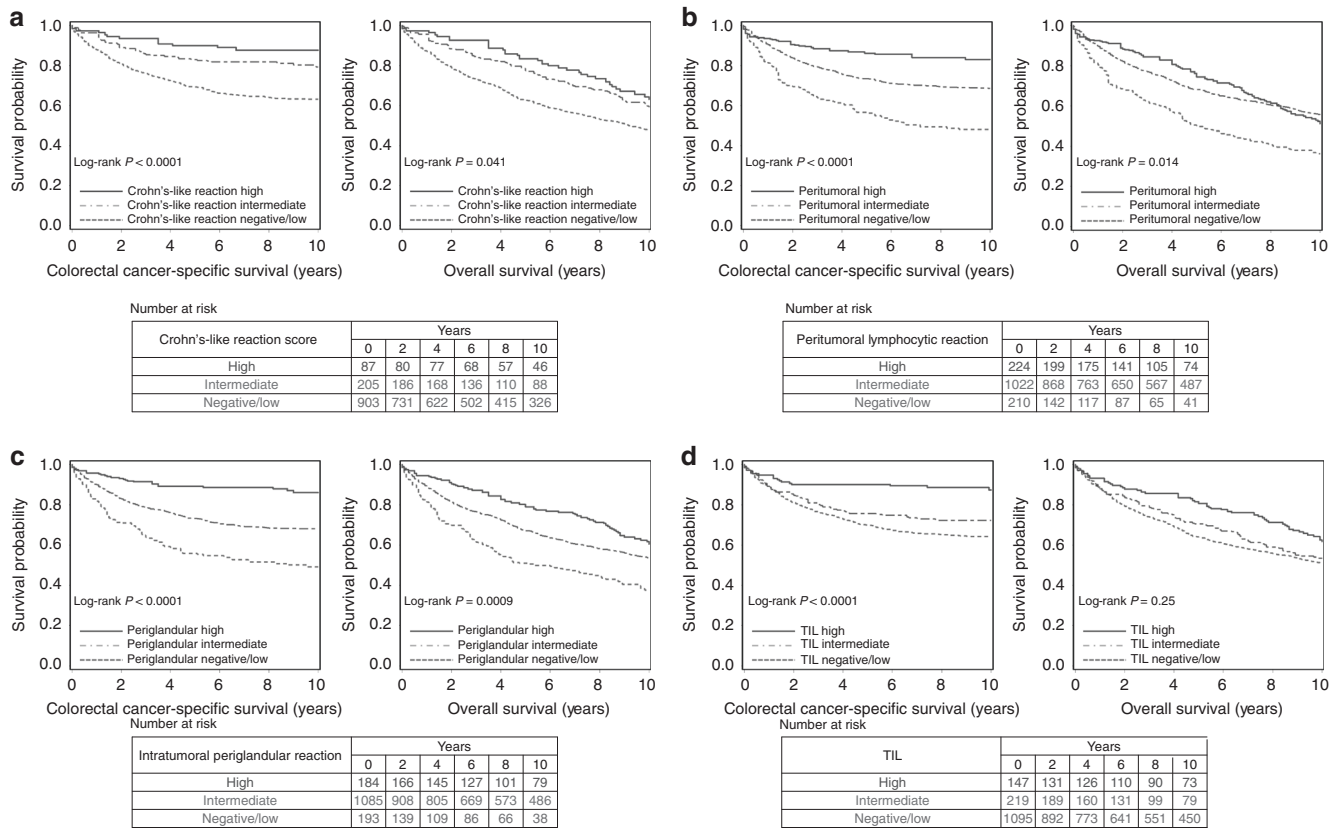 a
Survival probability
1.0
0.8
0.6
0.4
0.2
0.0
Log-rank P < 0.0001
Crohn's-like reaction high
Crohn's-like reaction intermediate
Crohn's-like reaction negative/low
0 2 4 6 8 10
Colorectal cancer-specific survival (years)
Survival probability
1.0
0.8
0.6
0.4
0.2
0.0
Log-rank P = 0.041
Crohn's-like reaction high
Crohn's-like reaction intermediate
Crohn's-like reaction negative/low
0 2 4 6 8 10
Overall survival (years)
Number at risk
Crohn's-like reaction score Years
0 2 4 6 8 10
High 87 80 77 68 57 46
Intermediate 205 186 168 136 110 88
Negative/low 903 731 622 502 415 326
b
Survival probability
1.0
0.8
0.6
0.4
0.2
0.0
Log-rank P < 0.0001
Peritumoral high
Peritumoral intermediate
Peritumoral negative/low
0 2 4 6 8 10
Colorectal cancer-specific survival (years)
Survival probability
1.0
0.8
0.6
0.4
0.2
0.0
Log-rank P = 0.014
Peritumoral high
Peritumoral intermediate
Peritumoral negative/low
0 2 4 6 8 10
Overall survival (years)
Number at risk
Peritumoral lymphocytic reaction Years
0 2 4 6 8 10
High 224 199 175 141 105 74
Intermediate 1022 868 763 650 567 487
Negative/low 210 142 117 87 65 41
c
Survival probability
1.0
0.8
0.6
0.4
0.2
0.0
Log-rank P < 0.0001
Periglandular high
Periglandular intermediate
Periglandular negative/low
0 2 4 6 8 10
Colorectal cancer-specific survival (years)
Survival probability
1.0
0.8
0.6
0.4
0.2
0.0
Log-rank P = 0.0009
Periglandular high
Periglandular intermediate
Periglandular negative/low
0 2 4 6 8 10
Overall survival (years)
Number at risk
Intratumoral periglandular reaction Years
0 2 4 6 8 10
High 184 166 145 127 101 79
Intermediate 1085 908 805 669 573 486
Negative/low 193 139 109 86 66 38
d
Survival probability
1.0
0.8
0.6
0.4
0.2
0.0
Log-rank P < 0.0001
TIL high
TIL intermediate
TIL negative/low
0 2 4 6 8 10
Colorectal cancer-specific survival (years)
Survival probability
1.0
0.8
0.6
0.4
0.2
0.0
Log-rank P = 0.25
TIL high
TIL intermediate
TIL negative/low
0 2 4 6 8 10
Overall survival (years)
Number at risk
TIL Years
0 2 4 6 8 10
High 147 131 126 110 90 73
Intermediate 219 189 160 131 99 79
Negative/low 1095 892 773 641 551 450